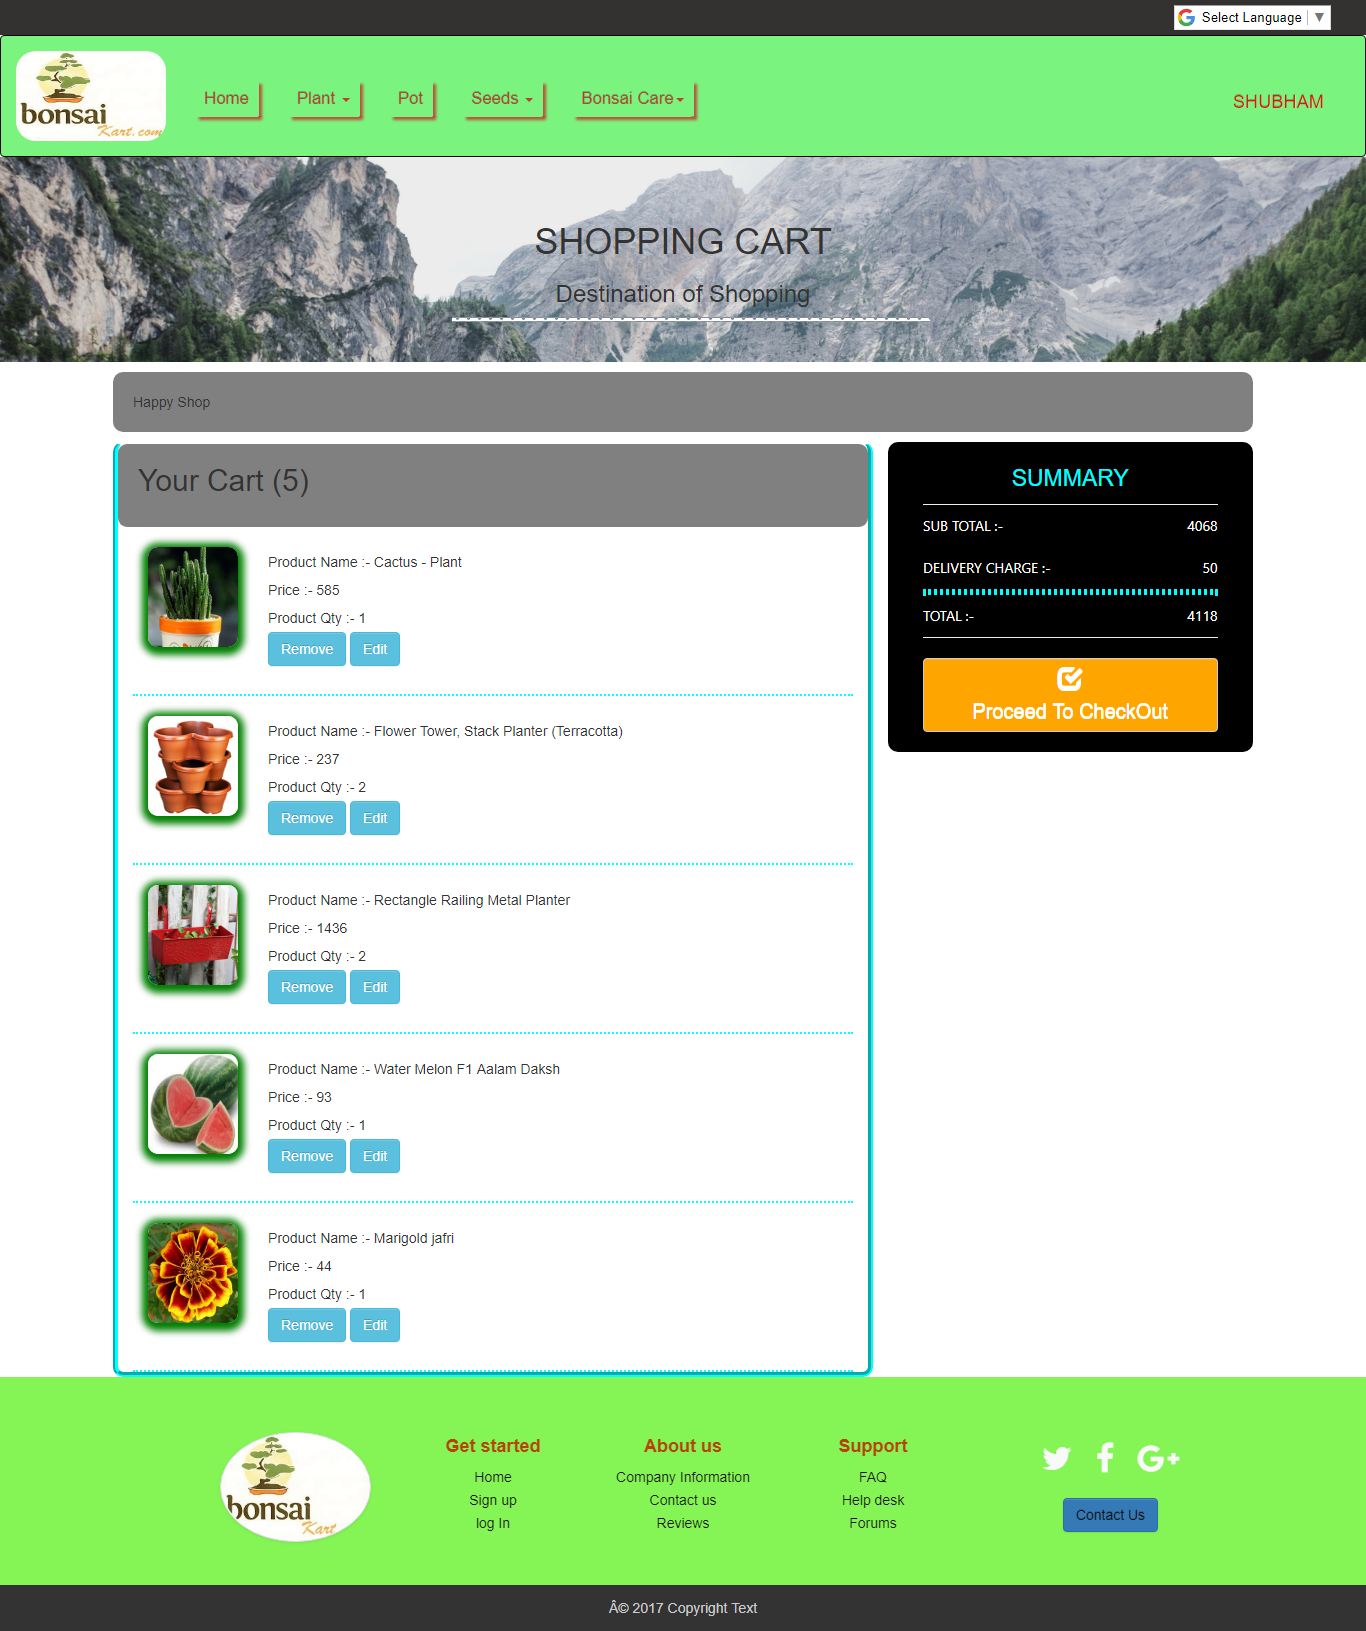 Select Language ▼
bonsai
Kart.com
Home
Plant
Pot
Seeds
Bonsai Care
SHUBHAM
SHOPPING CART
Destination of Shopping
Happy Shop
Your Cart (5)
Product Name :- Cactus - Plant
Price :- 585
Product Qty :- 1
Remove
Edit
Product Name :- Flower Tower, Stack Planter (Terracotta)
Price :- 237
Product Qty :- 2
Remove
Edit
Product Name :- Rectangle Railing Metal Planter
Price :- 1436
Product Qty :- 2
Remove
Edit
Product Name :- Water Melon F1 Aalam Daksh
Price :- 93
Product Qty :- 1
Remove
Edit
Product Name :- Marigold jafri
Price :- 44
Product Qty :- 1
Remove
Edit
SUMMARY
SUB TOTAL :- 4068
DELIVERY CHARGE :- 50
TOTAL :- 4118
Proceed To CheckOut
bonsai
Kart
Get started
Home
Sign up
log In
About us
Company Information
Contact us
Reviews
Support
FAQ
Help desk
Forums
Contact Us
Â© 2017 Copyright Text